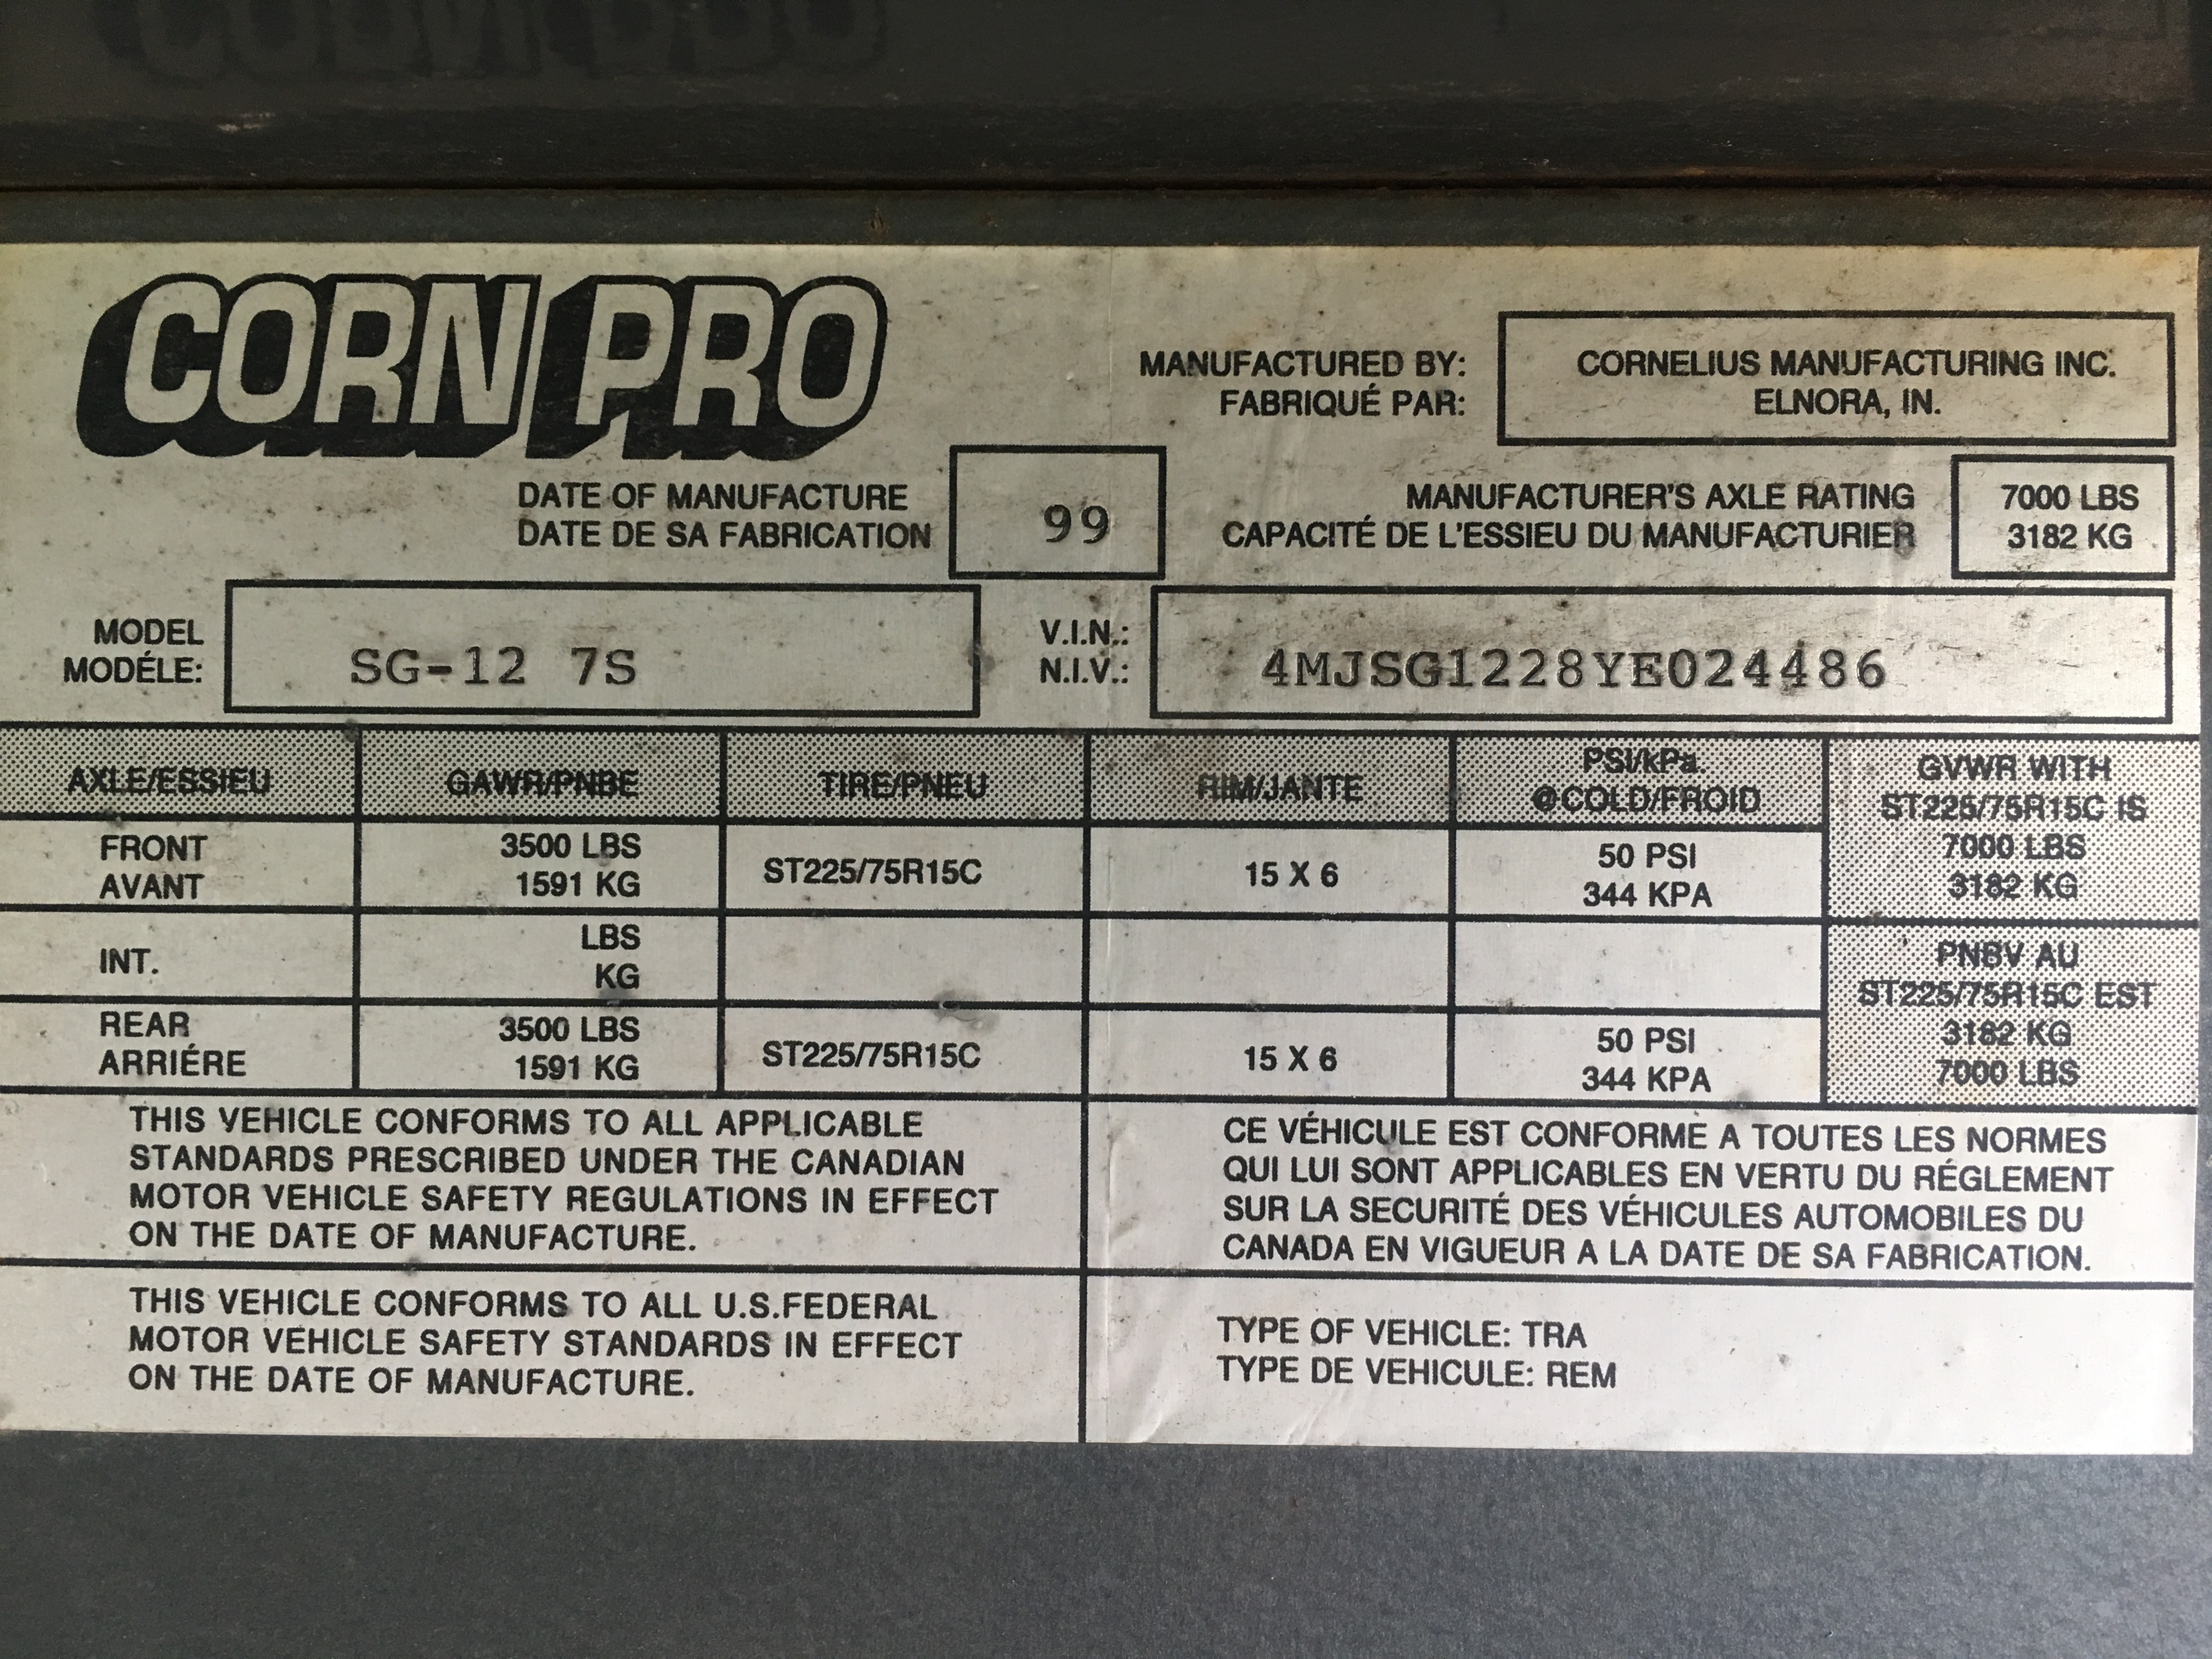 CORN PRO
MANUFACTURED BY:
FABRIQUÉ PAR:
CORNELIUS MANUFACTURING INC.
ELNORA, IN.
DATE OF MANUFACTURE
DATE DE SA FABRICATION
99
MANUFACTURER'S AXLE RATING
CAPACITÉ DE L'ESSIEU DU MANUFACTURIER
7000 LBS
3182 KG
MODEL
MODÉLE:
SG-12 7S
V.I.N.:
N.I.V.:
4MJSG1228YE024486
AXLE/ESSIEU
GAWR/PNBE
TIRE/PNEU
RIM/JANTE
PSI/kPa.
@COLD/FROID
GVWR WITH
ST225/75R15C IS
7000 LBS
3182 KG
FRONT
AVANT
3500 LBS
1591 KG
ST225/75R15C
15 X 6
50 PSI
344 KPA
INT.
LBS
KG
PNBV AU
ST225/75R15C EST
3182 KG
7000 LBS
REAR
ARRIÉRE
3500 LBS
1591 KG
ST225/75R15C
15 X 6
50 PSI
344 KPA
THIS VEHICLE CONFORMS TO ALL APPLICABLE
STANDARDS PRESCRIBED UNDER THE CANADIAN
MOTOR VEHICLE SAFETY REGULATIONS IN EFFECT
ON THE DATE OF MANUFACTURE.
CE VÉHICULE EST CONFORME A TOUTES LES NORMES
QUI LUI SONT APPLICABLES EN VERTU DU RÉGLEMENT
SUR LA SECURITÉ DES VÉHICULES AUTOMOBILES DU
CANADA EN VIGUEUR A LA DATE DE SA FABRICATION.
THIS VEHICLE CONFORMS TO ALL U.S.FEDERAL
MOTOR VEHICLE SAFETY STANDARDS IN EFFECT
ON THE DATE OF MANUFACTURE.
TYPE OF VEHICLE: TRA
TYPE DE VEHICULE: REM